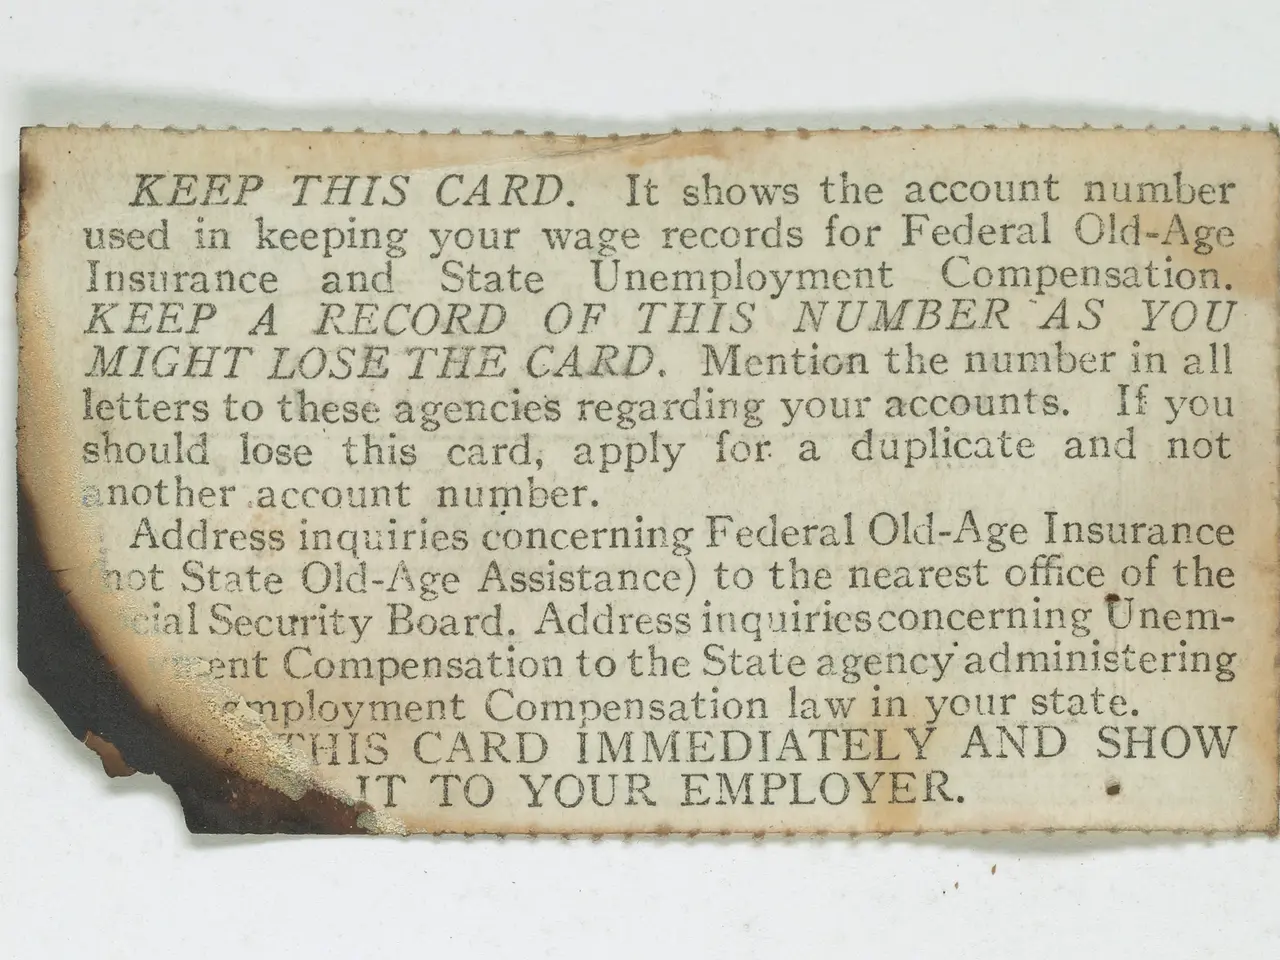 KEEP THIS CARD. It shows the account number
used in keeping your wage records for Federal Old-Age
Insurance and State Unemployment Compensation.
KEEP A RECORD OF THIS NUMBER AS YOU
MIGHT LOSE THE CARD. Mention the number in all
letters to these agencies regarding your accounts. If you
should lose this card, apply for a duplicate and not
another account number.
Address inquiries concerning Federal Old-Age Insurance
not State Old-Age Assistance) to the nearest office of the
cial Security Board. Address inquiries concerning Unem-
ent Compensation to the State agency administering
employment Compensation law in your state.
THIS CARD IMMEDIATELY AND SHOW
IT TO YOUR EMPLOYER.